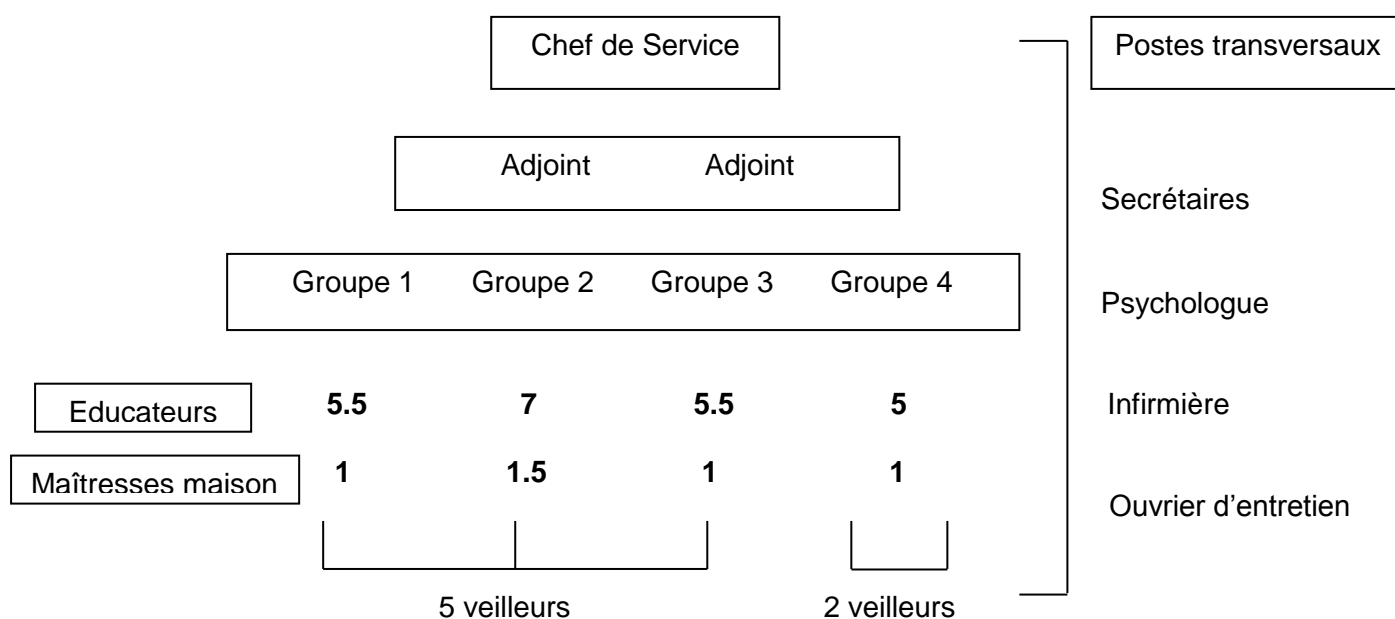 Chef de Service
Postes transversaux
Adjoint Adjoint
Secrétaires
Groupe 1 Groupe 2 Groupe 3 Groupe 4
Psychologue
Educateurs 5.5 7 5.5 5
Infirmière
Maîtresses maison 1 1.5 1 1
Ouvrier d’entretien
5 veilleurs 2 veilleurs